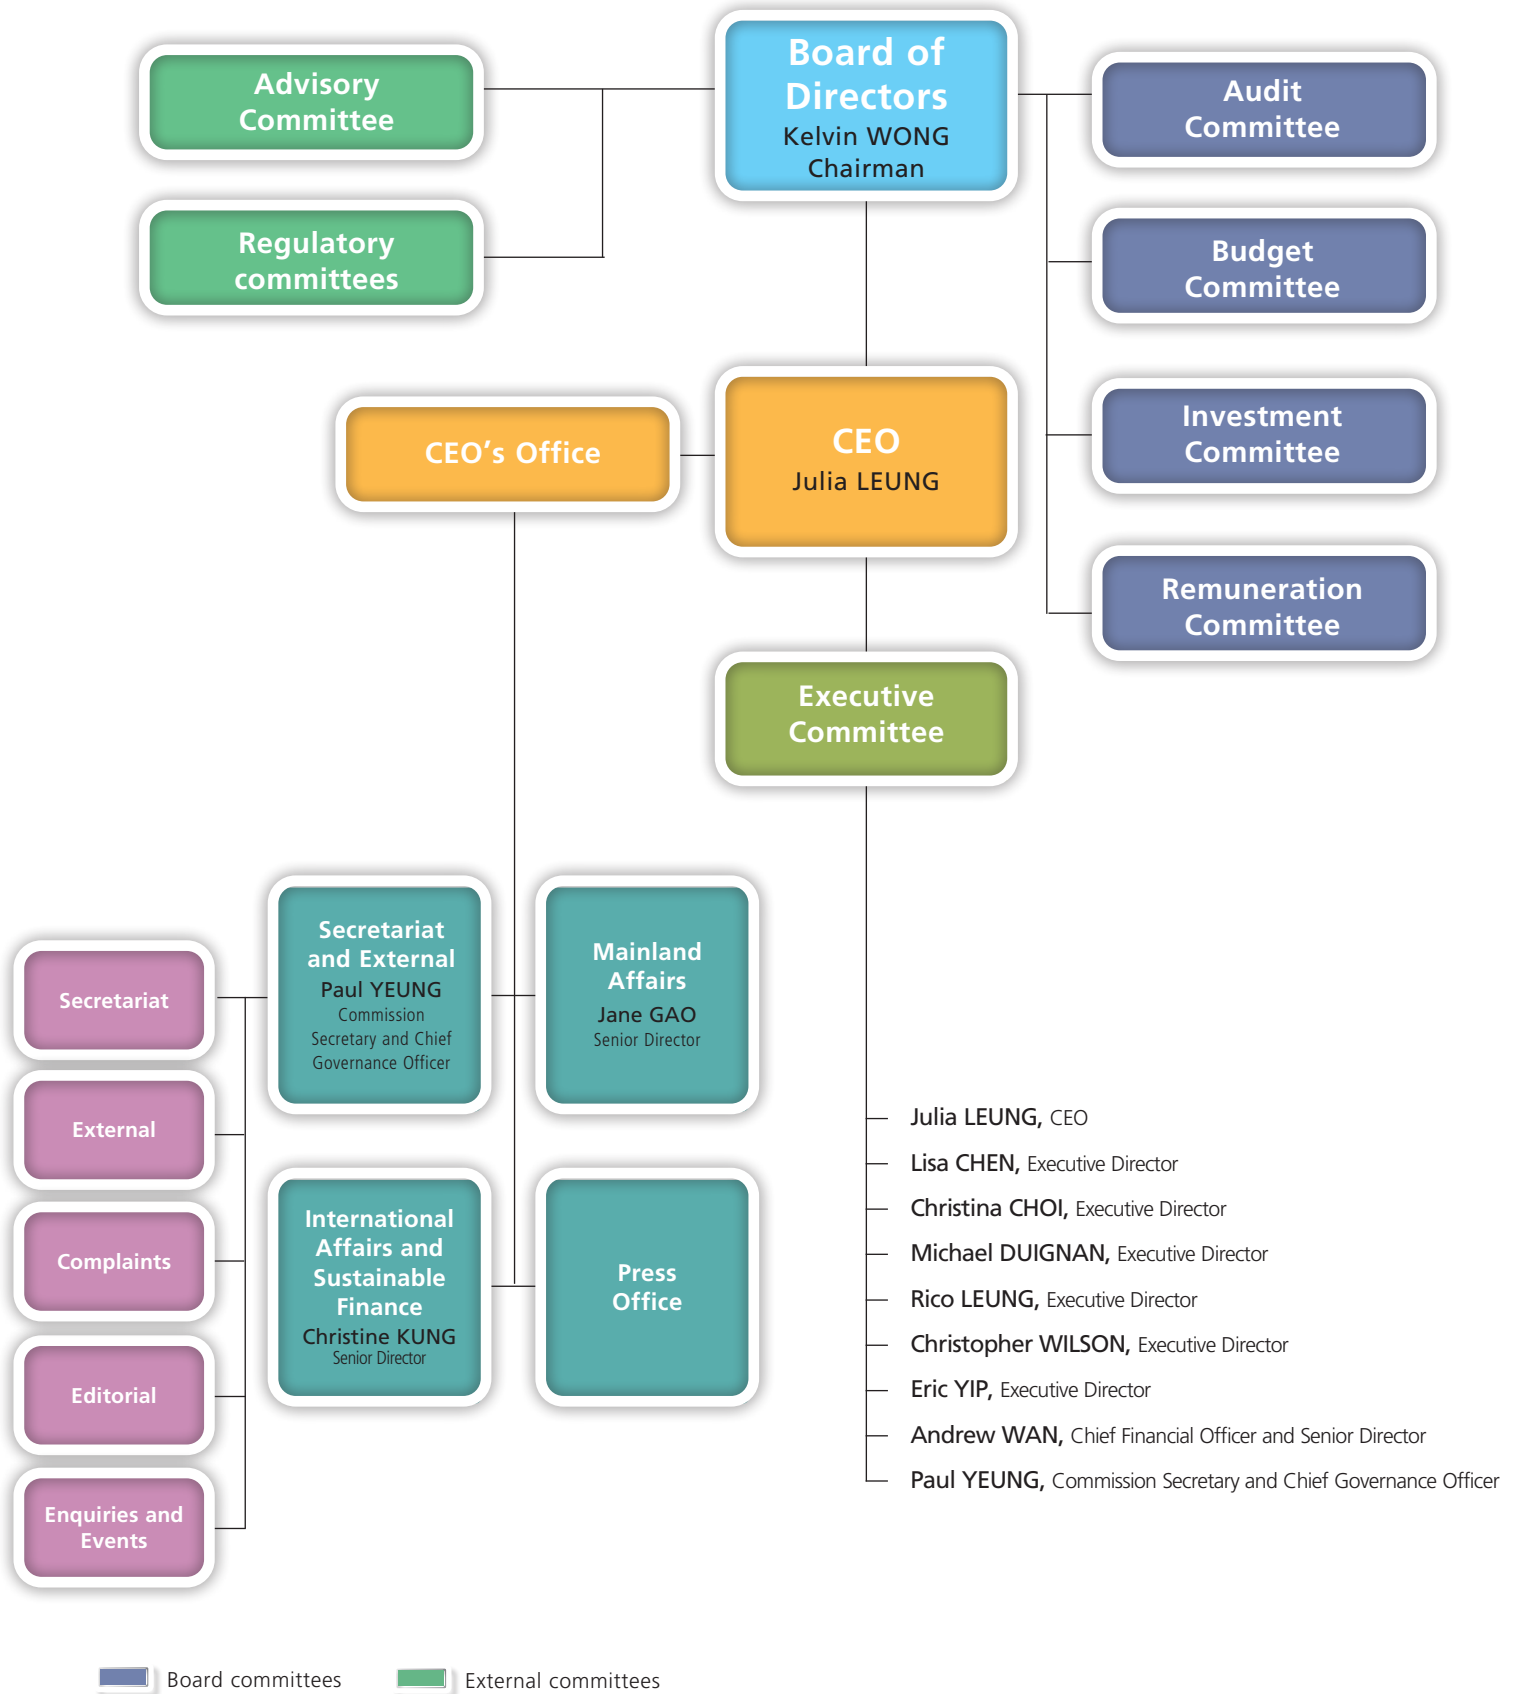 Board of
Directors
Kelvin WONG
Chairman
Advisory
Committee
Regulatory
committees
Audit
Committee
Budget
Committee
Investment
Committee
Remuneration
Committee
CEO's Office
CEO
Julia LEUNG
Executive
Committee
Secretariat
and External
Paul YEUNG
Commission
Secretary and Chief
Governance Officer
Mainland
Affairs
Jane GAO
Senior Director
International
Affairs and
Sustainable
Finance
Christine KUNG
Senior Director
Press
Office
Secretariat
External
Complaints
Editorial
Enquiries and
Events
Julia LEUNG, CEO
Lisa CHEN, Executive Director
Christina CHOI, Executive Director
Michael DUIGNAN, Executive Director
Rico LEUNG, Executive Director
Christopher WILSON, Executive Director
Eric YIP, Executive Director
Andrew WAN, Chief Financial Officer and Senior Director
Paul YEUNG, Commission Secretary and Chief Governance Officer
Board committees
External committees